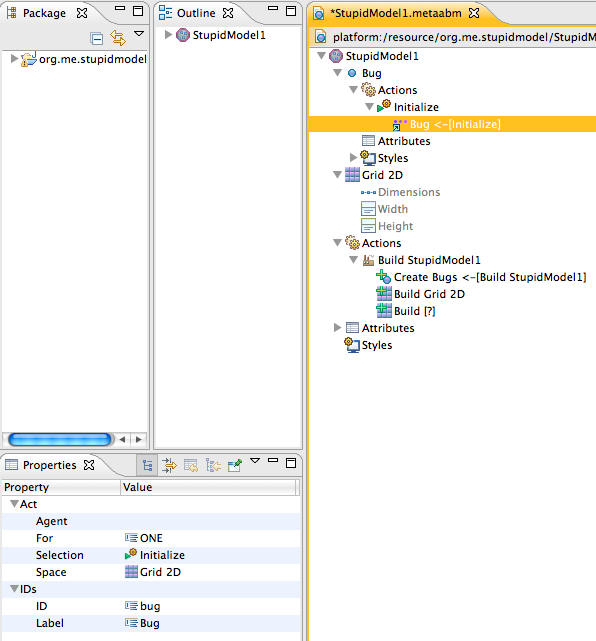 Package
org.me.stupidmodel
Outline
StupidModel1
*StupidModel1.metaabm
platform:/resource/org.me.stupidmodel/StupidM
StupidModel1
Bug
Actions
Initialize
Bug <-[Initialize]
Attributes
Styles
Grid 2D
Dimensions
Width
Height
Actions
Build StupidModel1
Create Bugs <-[Build StupidModel1]
Build Grid 2D
Build [?]
Attributes
Styles
Properties
Property Value
Act
Agent
For ONE
Selection Initialize
Space Grid 2D
IDs
ID bug
Label Bug